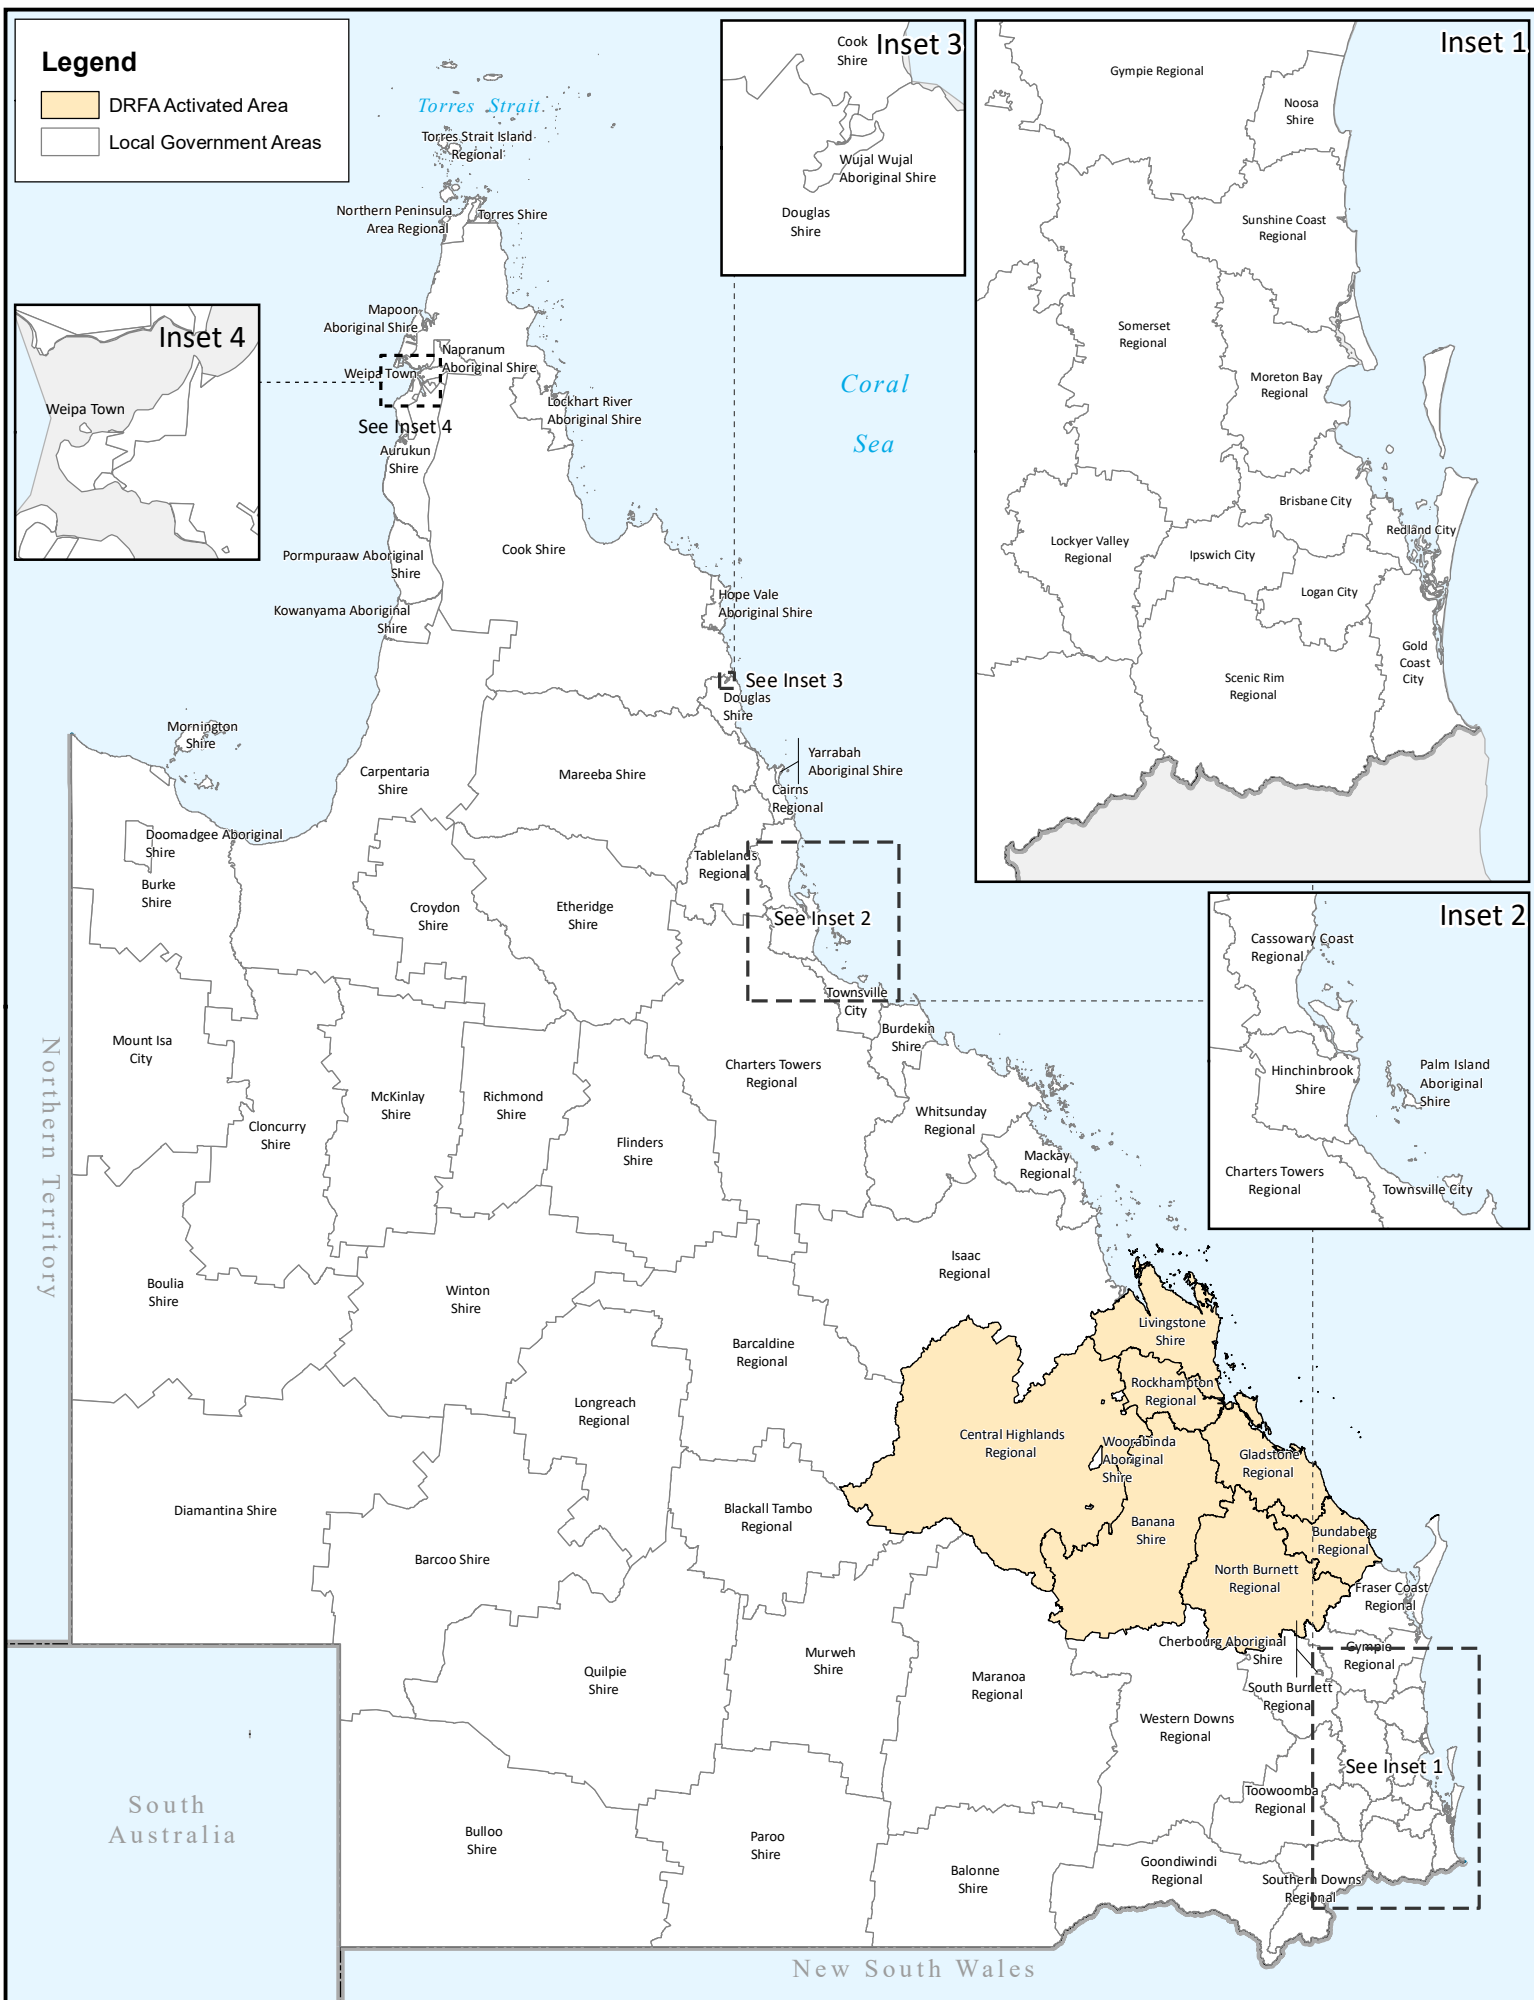 Legend
DRFA Activated Area
Local Government Areas
Torres Strait
Torres Strait Island
Regional
Northern Peninsula
Area Regional
Torres Shire
Mapoon
Aboriginal Shire
Napranum
Aboriginal Shire
Weipa Town
See Inset 4
Lockhart River
Aboriginal Shire
Aurukun
Shire
Cook Shire
Pormpuraaw Aboriginal
Shire
Kowanyama Aboriginal
Shire
Hope Vale
Aboriginal Shire
See Inset 3
Douglas
Shire
Coral
Sea
Inset 4
Weipa Town
Inset 3
Cook
Shire
Wujal Wujal
Aboriginal Shire
Douglas
Shire
Inset 1
Gympie Regional
Noosa
Shire
Sunshine Coast
Regional
Somerset
Regional
Moreton Bay
Regional
Brisbane City
Redland City
Lockyer Valley
Regional
Ipswich City
Logan City
Gold
Coast
City
Scenic Rim
Regional
Inset 2
Cassowary Coast
Regional
Hinchinbrook
Shire
Palm Island
Aboriginal
Shire
Charters Towers
Regional
Townsville City
Mornington
Shire
Carpentaria
Shire
Mareeba Shire
Yarrabah
Aboriginal Shire
Cairns
Regional
Doomadgee Aboriginal
Shire
Burke
Shire
Croydon
Shire
Etheridge
Shire
Tablelands
Regional
See Inset 2
Townsville
City
Burdekin
Shire
Northern Territory
Mount Isa
City
Cloncurry
Shire
McKinlay
Shire
Richmond
Shire
Flinders
Shire
Charters Towers
Regional
Whitsunday
Regional
Mackay
Regional
Boulia
Shire
Winton
Shire
Isaac
Regional
Barcaldine
Regional
Longreach
Regional
Livingstone
Shire
Rockhampton
Regional
Central Highlands
Regional
Woorabinda
Aboriginal
Shire
Gladstone
Regional
Diamantina Shire
Barcoo Shire
Blackall Tambo
Regional
Banana
Shire
Bundaberg
Regional
North Burnett
Regional
Fraser Coast
Regional
Cherbourg Aboriginal
Shire
Gympie
Regional
South Burnett
Regional
Quilpie
Shire
Murweh
Shire
Maranoa
Regional
Western Downs
Regional
See Inset 1
Toowoomba
Regional
South
Australia
Bulloo
Shire
Paroo
Shire
Balonne
Shire
Goondiwindi
Regional
Southern Downs
Regional
New South Wales